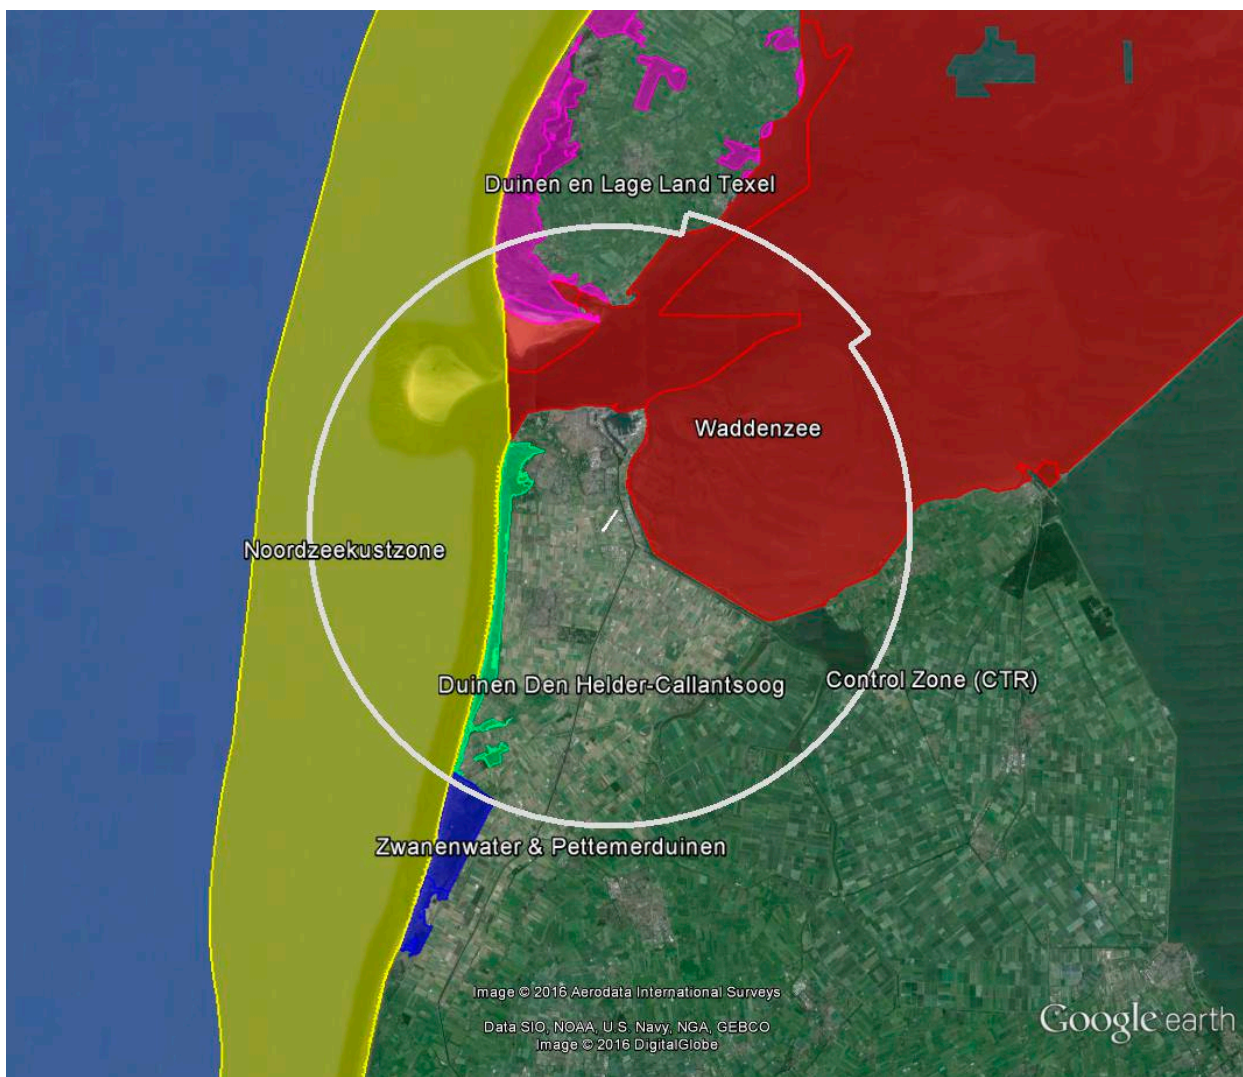 Duinen en Lage Land Texel
Waddenzee
Noordzeekustzone
Duinen Den Helder-Callantsoog
Control Zone (CTR)
Zwanenwater & Pettemerduinen
Image © 2016 Aerodata International Surveys
Data SIO, NOAA, U.S. Navy, NGA, GEBCO
Image © 2016 DigitalGlobe
Google earth